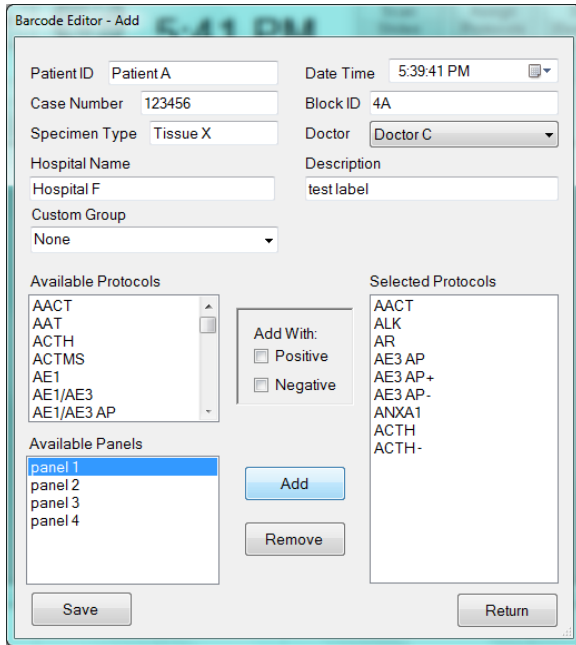 Barcode Editor - Add
5:41 PM
Patient ID Patient A
Date Time 5:39:41 PM
Case Number 123456
Block ID 4A
Specimen Type Tissue X
Doctor Doctor C
Hospital Name
Description
Hospital F
test label
Custom Group
None
Available Protocols
AACT
AAT
ACTH
ACTMS
AE1
AE1/AE3
AE1/AE3 AP
Add With:
Positive
Negative
Selected Protocols
AACT
ALK
AR
AE3 AP
AE3 AP+
AE3 AP-
ANXA1
ACTH
ACTH-
Available Panels
panel 1
panel 2
panel 3
panel 4
Add
Remove
Save
Return